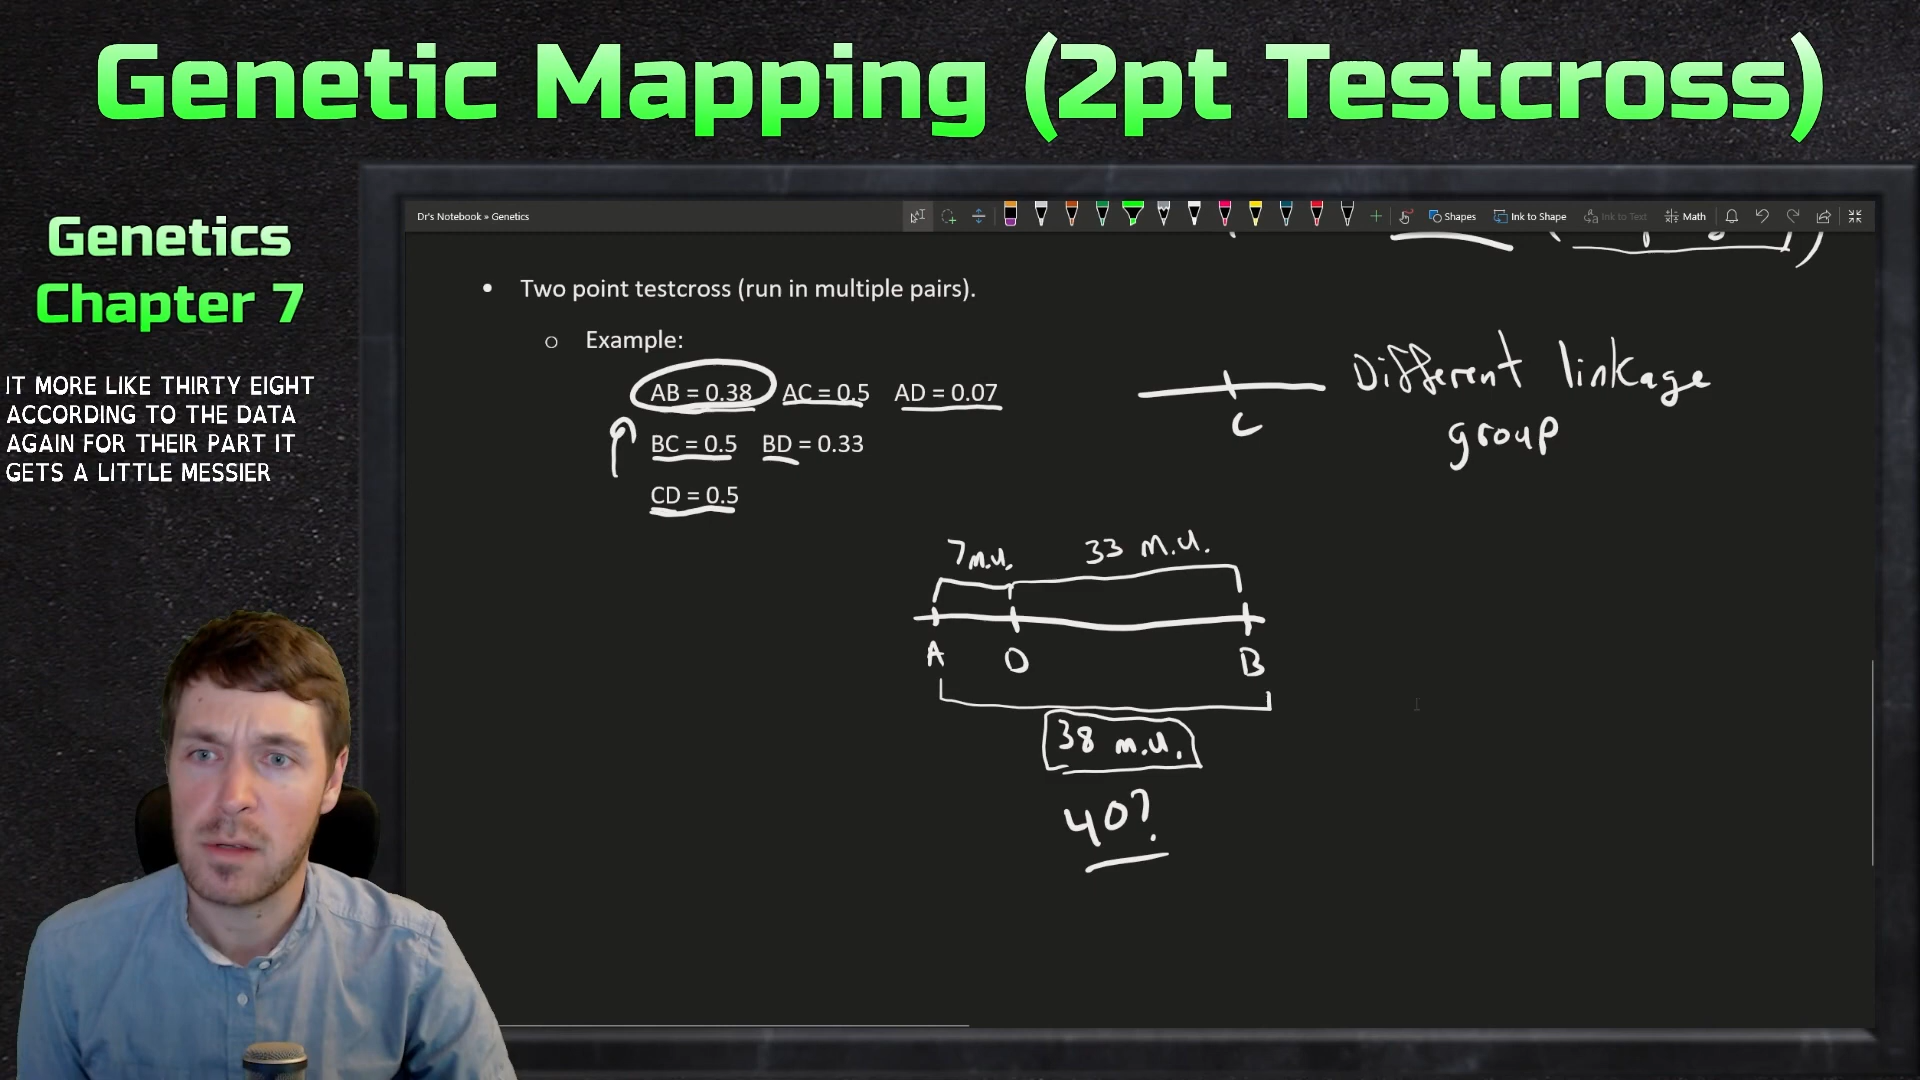 Genetic Mapping (2pt Testcross)
Genetics
Chapter 7
IT MORE LIKE THIRTY EIGHT
ACCORDING TO THE DATA
AGAIN FOR THEIR PART IT
GETS A LITTLE MESSIER
Dr's Notebook » Genetics
Shapes
Ink to Shape
Ink to Text
Math
• Two point testcross (run in multiple pairs).
o Example:
AB = 0.38 AC = 0.5 AD = 0.07
BC = 0.5 BD = 0.33
CD = 0.5
C
Different linkage
group
7 m.u. 33 m.u.
A D B
38 m.u.
40?